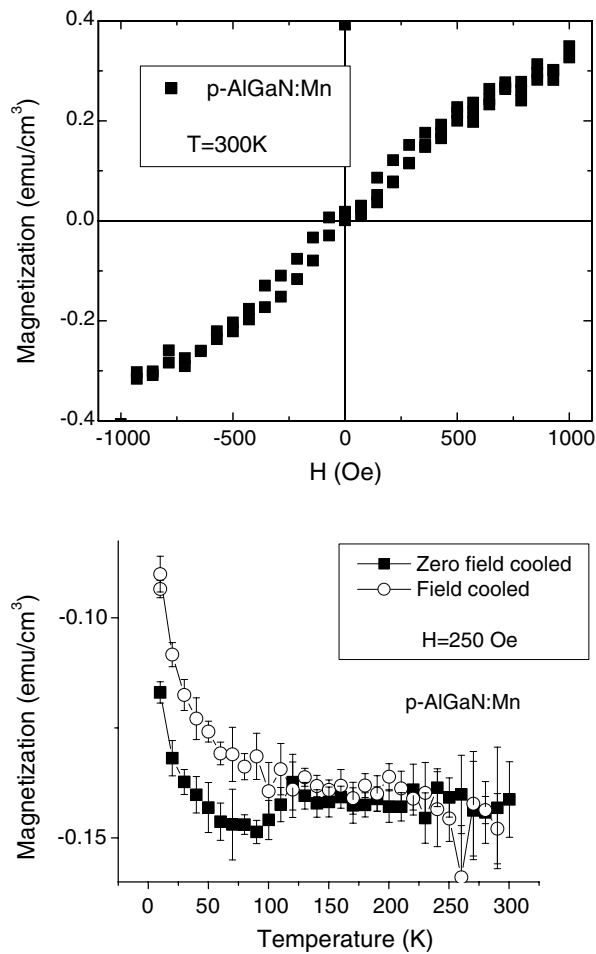 0.4
0.2
0.0
-0.2
-0.4
Magnetization (emu/cm³)
p-AlGaN:Mn
T=300K
-1000
-500
0
500
1000
H (Oe)
-0.10
-0.15
Magnetization (emu/cm³)
Zero field cooled
Field cooled
H=250 Oe
p-AlGaN:Mn
0
50
100
150
200
250
300
Temperature (K)